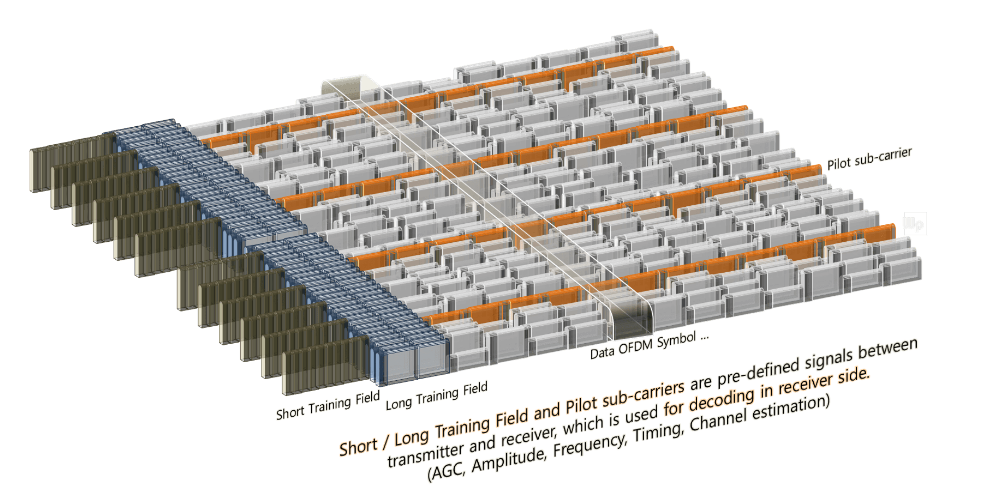 Pilot sub-carrier
Data OFDM Symbol ...
Short Training Field
Long Training Field
Short / Long Training Field and Pilot sub-carriers are pre-defined signals between
transmitter and receiver, which is used for decoding in receiver side.
(AGC, Amplitude, Frequency, Timing, Channel estimation)